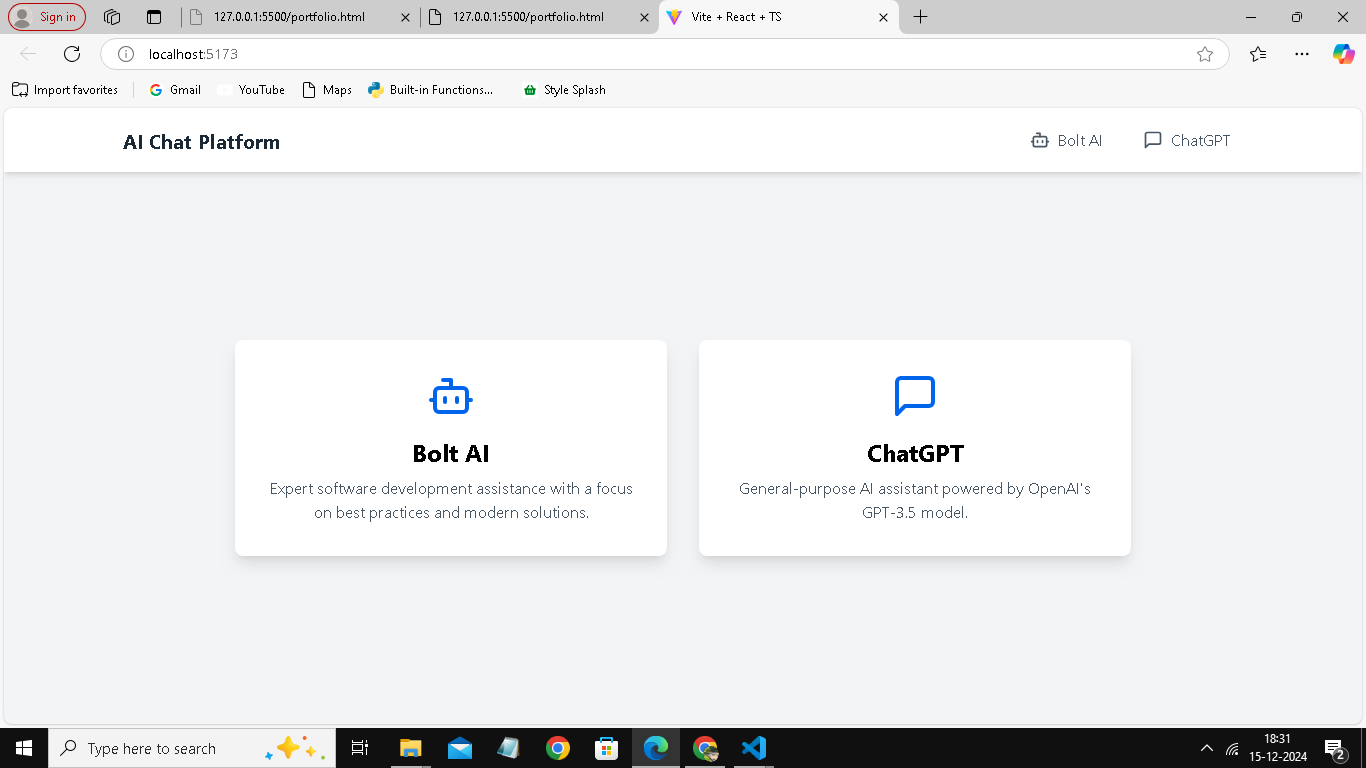 Sign in
127.0.0.1:5500/portfolio.html
127.0.0.1:5500/portfolio.html
Vite + React + TS
localhost:5173
Import favorites
Gmail
YouTube
Maps
Built-in Functions...
Style Splash
AI Chat Platform
Bolt AI
ChatGPT
Bolt AI
Expert software development assistance with a focus
on best practices and modern solutions.
ChatGPT
General-purpose AI assistant powered by OpenAI's
GPT-3.5 model.
Type here to search
18:31
15-12-2024
2